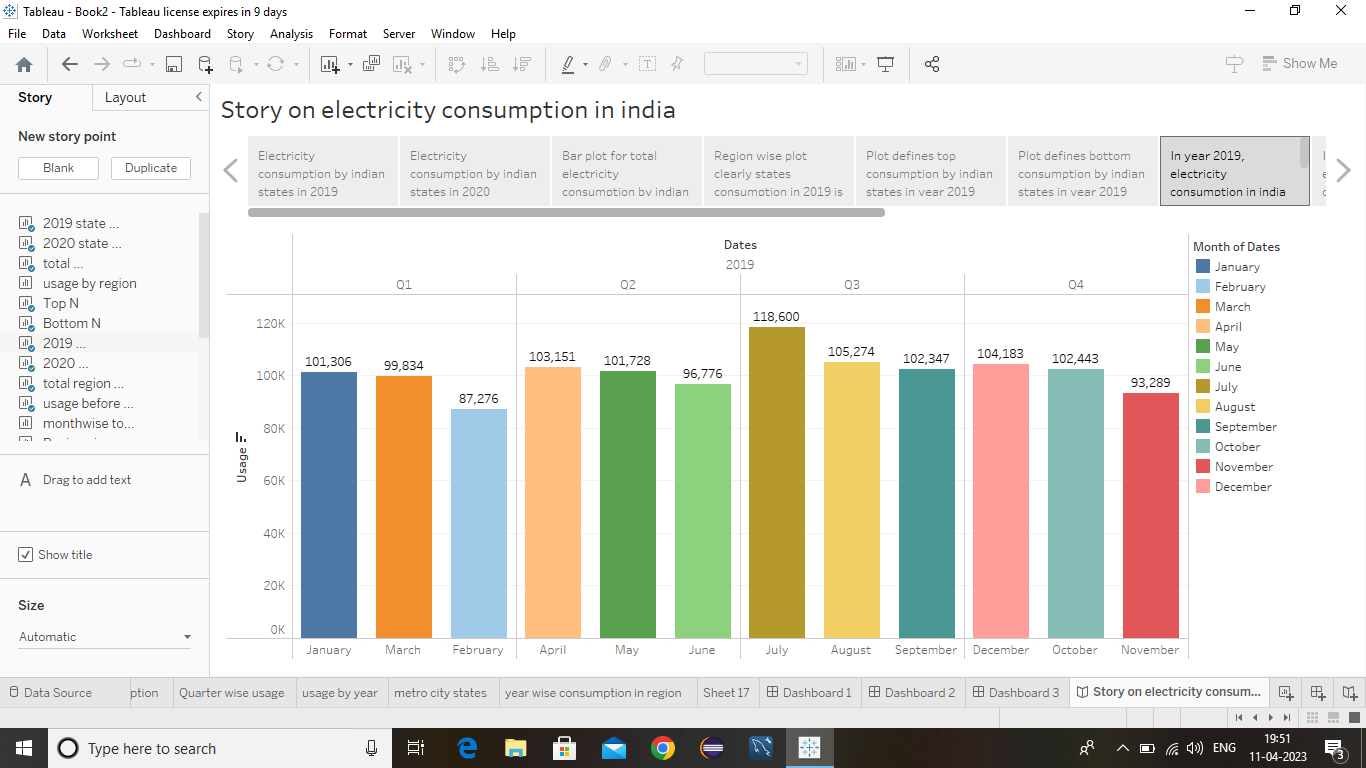 Tableau - Book2 - Tableau license expires in 9 days
File Data Worksheet Dashboard Story Analysis Format Server Window Help
Show Me
Story Layout
New story point
Blank Duplicate
2019 state ...
2020 state ...
total ...
usage by region
Top N
Bottom N
2019 ...
2020 ...
total region ...
usage before ...
monthwise to...
A Drag to add text
Show title
Size
Automatic
Story on electricity consumption in india
Electricity
consumption by indian
states in 2019
Electricity
consumption by indian
states in 2020
Bar plot for total
electricity
consumption by indian
Region wise plot
clearly states
consumption in 2019 is
Plot defines top
consumption by indian
states in year 2019
Plot defines bottom
consumption by indian
states in year 2019
In year 2019,
electricity
consumption in india
Dates
2019
Q1 Q2 Q3 Q4
Usage
120K
100K
80K
60K
40K
20K
0K
101,306 99,834 87,276 103,151 101,728 96,776 118,600 105,274 102,347 104,183 102,443 93,289
January March February April May June July August September December October November
Month of Dates
January
February
March
April
May
June
July
August
September
October
November
December
Data Source ption Quarter wise usage usage by year metro city states year wise consumption in region Sheet 17 Dashboard 1 Dashboard 2 Dashboard 3 Story on electricity consum...
Type here to search
ENG
19:51
11-04-2023
3